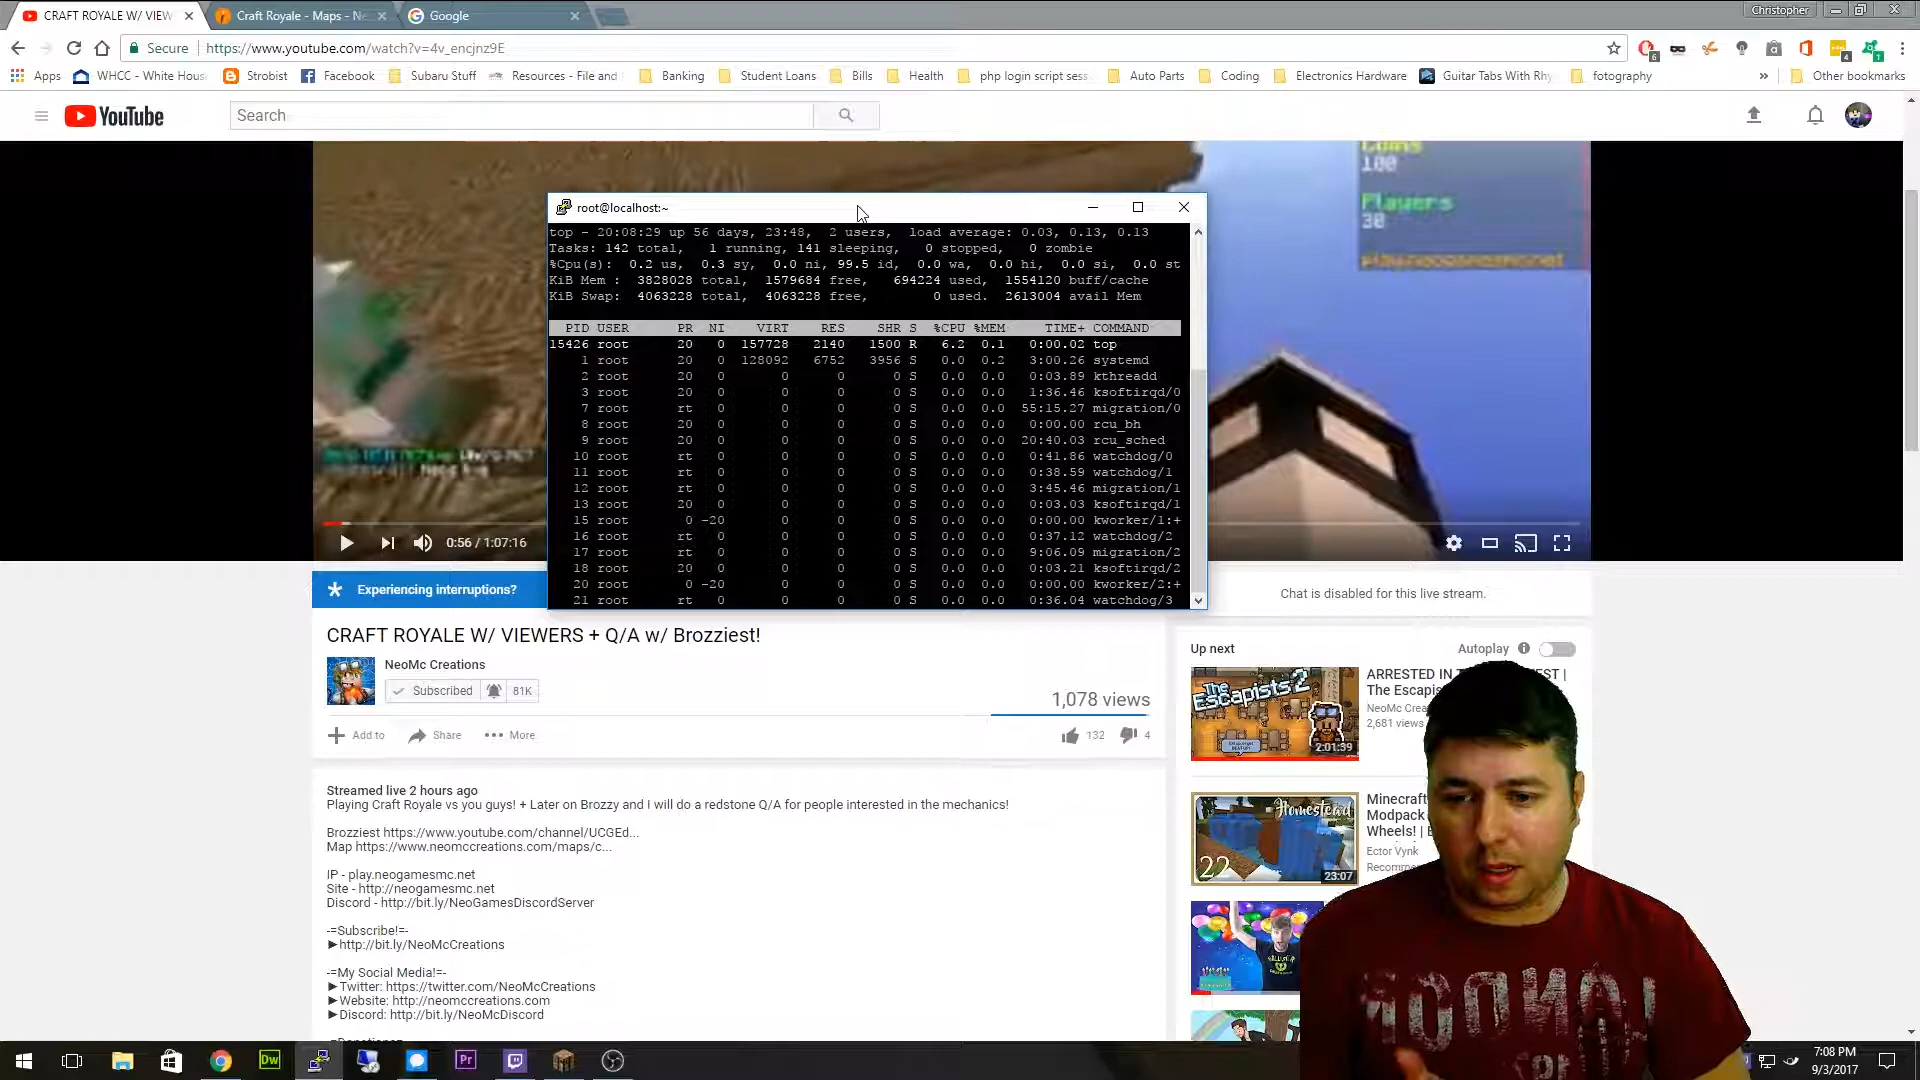 CRAFT ROYALE W/ VIEW
Craft Royale - Maps - Ne
Google
Christopher
Secure
https://www.youtube.com/watch?v=4v_encjnz9E
Apps
WHCC - White Hous
Strobist
Facebook
Subaru Stuff
Resources - File and
Banking
Student Loans
Bills
Health
php login script sess
Auto Parts
Coding
Electronics Hardware
Guitar Tabs With Rhy
fotography
»
Other bookmarks
YouTube
Search
Coins
100
Players
30
play.neogamesmc.net
root@localhost:~
top - 20:08:29 up 56 days, 23:48, 2 users, load average: 0.03, 0.13, 0.13
Tasks: 142 total, 1 running, 141 sleeping, 0 stopped, 0 zombie
%Cpu(s): 0.2 us, 0.3 sy, 0.0 ni, 99.5 id, 0.0 wa, 0.0 hi, 0.0 si, 0.0 st
KiB Mem : 3828028 total, 1579684 free, 694224 used, 1554120 buff/cache
KiB Swap: 4063228 total, 4063228 free, 0 used. 2613004 avail Mem
PID USER PR NI VIRT RES SHR S %CPU %MEM TIME+ COMMAND
15426 root 20 0 157728 2140 1500 R 6.2 0.1 0:00.02 top
1 root 20 0 128092 6752 3956 S 0.0 0.2 3:00.26 systemd
2 root 20 0 0 0 0 S 0.0 0.0 0:03.89 kthreadd
3 root 20 0 0 0 0 S 0.0 0.0 1:36.46 ksoftirqd/0
7 root rt 0 0 0 0 S 0.0 0.0 55:15.27 migration/0
8 root 20 0 0 0 0 S 0.0 0.0 0:00.00 rcu_bh
9 root 20 0 0 0 0 S 0.0 0.0 20:40.03 rcu_sched
10 root rt 0 0 0 0 S 0.0 0.0 0:41.86 watchdog/0
11 root rt 0 0 0 0 S 0.0 0.0 0:38.59 watchdog/1
12 root rt 0 0 0 0 S 0.0 0.0 3:45.46 migration/1
13 root 20 0 0 0 0 S 0.0 0.0 0:03.03 ksoftirqd/1
15 root 0 -20 0 0 0 S 0.0 0.0 0:00.00 kworker/1:+
16 root rt 0 0 0 0 S 0.0 0.0 0:37.12 watchdog/2
17 root rt 0 0 0 0 S 0.0 0.0 9:06.09 migration/2
18 root 20 0 0 0 0 S 0.0 0.0 0:03.21 ksoftirqd/2
20 root 0 -20 0 0 0 S 0.0 0.0 0:00.00 kworker/2:+
21 root rt 0 0 0 0 S 0.0 0.0 0:36.04 watchdog/3
0:56 / 1:07:16
Experiencing interruptions?
Chat is disabled for this live stream.
CRAFT ROYALE W/ VIEWERS + Q/A w/ Brozziest!
NeoMc Creations
Subscribed
81K
1,078 views
Add to
Share
More
132
4
Streamed live 2 hours ago
Playing Craft Royale vs you guys! + Later on Brozzy and I will do a redstone Q/A for people interested in the mechanics!
Brozziest https://www.youtube.com/channel/UCGEd...
Map https://www.neomccreations.com/maps/c...
IP - play.neogamesmc.net
Site - http://neogamesmc.net
Discord - http://bit.ly/NeoGamesDiscordServer
-=Subscribe!=-
►http://bit.ly/NeoMcCreations
-=My Social Media!=-
►Twitter: https://twitter.com/NeoMcCreations
►Website: http://neomccreations.com
►Discord: http://bit.ly/NeoMcDiscord
Up next
Autoplay
The Escapists 2
2:01:39
ARRESTED IN T EST |
The Escapis
NeoMc Crea
2,681 views
Homestead
22
23:07
Minecraft
Modpack
Wheels! | E
Ector Vynk
Recomme
Dw
Pr
7:08 PM
9/3/2017